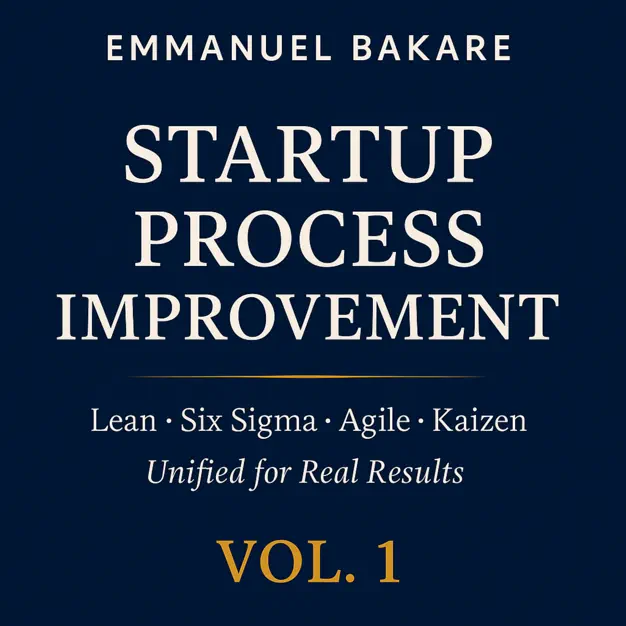 EMMANUEL BAKARE
STARTUP
PROCESS
IMPROVEMENT
Lean · Six Sigma · Agile · Kaizen
Unified for Real Results
VOL. 1